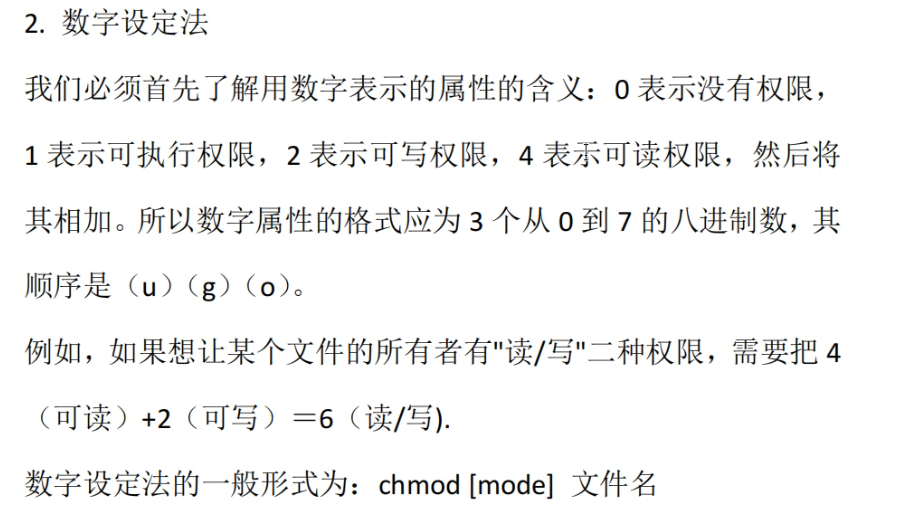 2. 数字设定法
我们必须首先了解用数字表示的属性的含义：0 表示没有权限，
1 表示可执行权限，2 表示可写权限，4 表示可读权限，然后将
其相加。所以数字属性的格式应为 3 个从 0 到 7 的八进制数，其
顺序是（u）（g）（o）。
例如，如果想让某个文件的所有者有"读/写"二种权限，需要把 4
（可读）+2（可写）＝6（读/写).
数字设定法的一般形式为：chmod [mode] 文件名